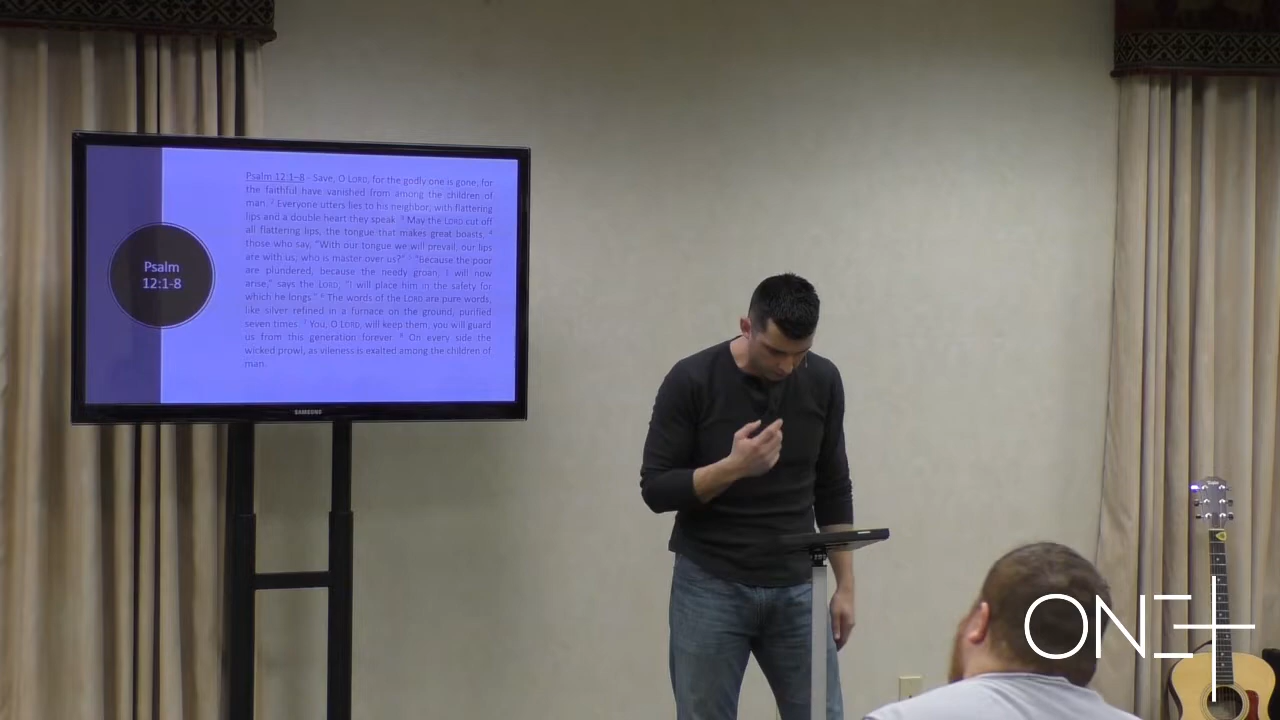 Psalm
12:1-8
Psalm 12:1–8 - Save, O LORD, for the godly one is gone; for
the faithful have vanished from among the children of
man. 2 Everyone utters lies to his neighbor; with flattering
lips and a double heart they speak. 3 May the LORD cut off
all flattering lips, the tongue that makes great boasts, 4
those who say, “With our tongue we will prevail, our lips
are with us; who is master over us?” 5 “Because the poor
are plundered, because the needy groan, I will now
arise,” says the LORD; “I will place him in the safety for
which he longs.” 6 The words of the LORD are pure words,
like silver refined in a furnace on the ground, purified
seven times. 7 You, O LORD, will keep them; you will guard
us from this generation forever. 8 On every side the
wicked prowl, as vileness is exalted among the children of
man.
SAMSUNG
ONE